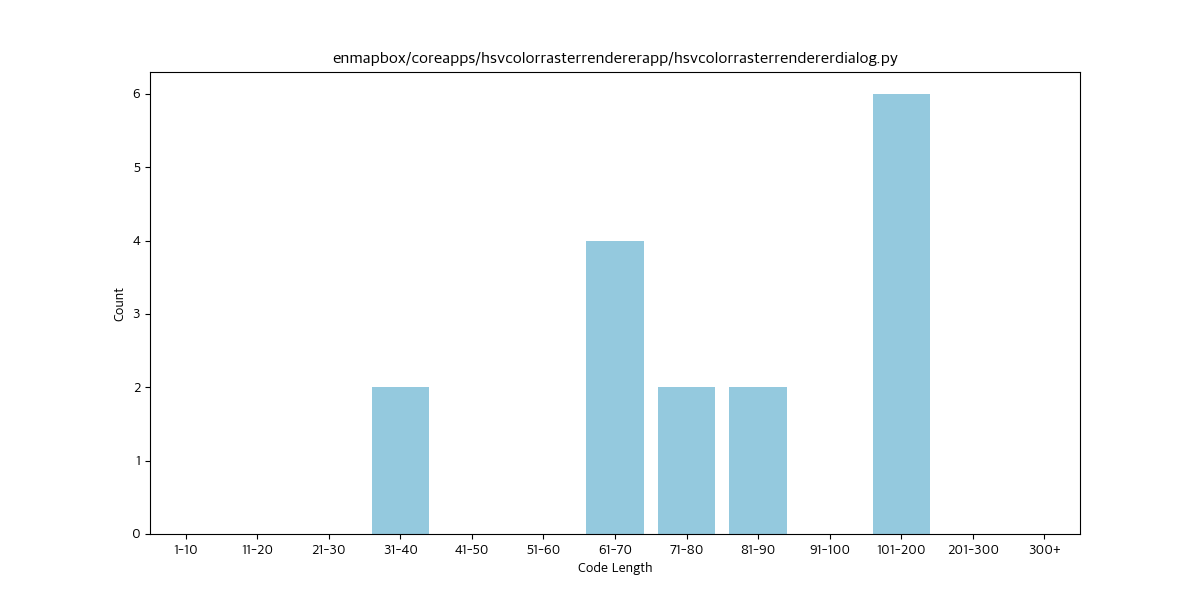 enmapbox/coreapps/hsvcolorrasterrendererapp/hsvcolorrasterrendererdialog.py
6
5
4
3
2
1
0
Count
1-10 11-20 21-30 31-40 41-50 51-60 61-70 71-80 81-90 91-100 101-200 201-300 300+
Code Length